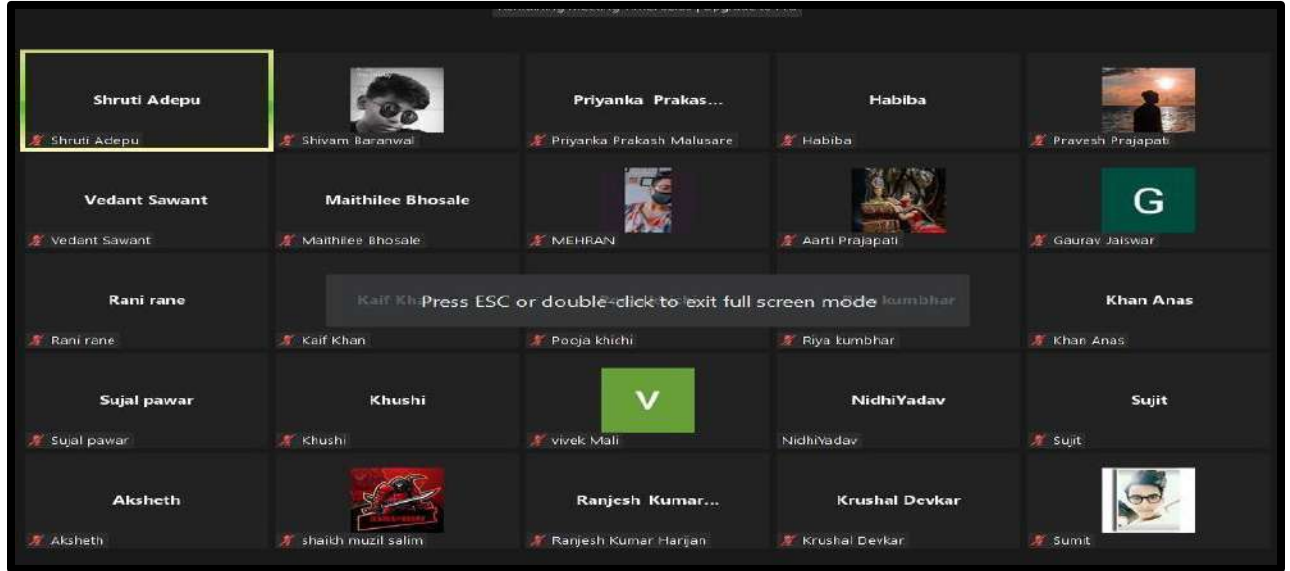 Shruti Adepu
Shruti Adepu
Shivam Baranwal
Priyanka Prakas...
Priyanka Prakash Malusare
Habiba
Habiba
Pravesh Prajapati
Vedant Sawant
Vedant Sawant
Maithilee Bhosale
Maithilee Bhosale
MEHRAN
Aarti Prajapati
G
Gaurav Jaiswar
Rani rane
Rani rane
Press ESC or double-click to exit full screen mode
Kaif Khan
Pooja khichi
kumbhar
Riya kumbhar
Khan Anas
Khan Anas
Sujal pawar
Sujal pawar
Khushi
Khushi
V
vivek Mali
NidhiYadav
NidhiYadav
Sujit
Sujit
Aksheth
Aksheth
shaikh muzil salim
Ranjesh Kumar...
Ranjesh Kumar Harijan
Krushal Devkar
Krushal Devkar
Sumit